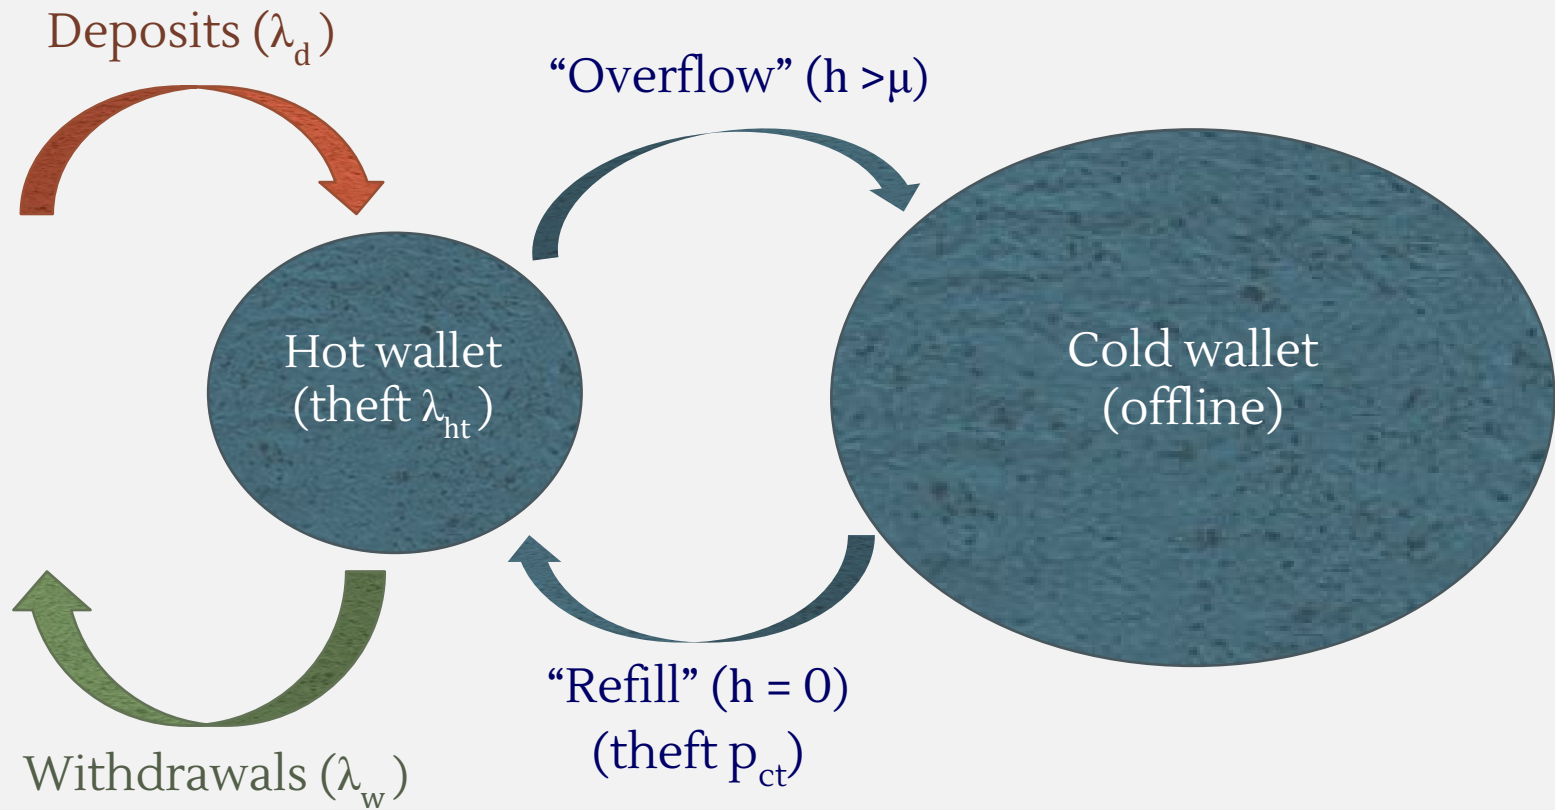 Deposits (λd)
“Overflow” (h >μ)
Hot wallet
(theft λht)
Cold wallet
(offline)
“Refill” (h = 0)
(theft pct)
Withdrawals (λw)